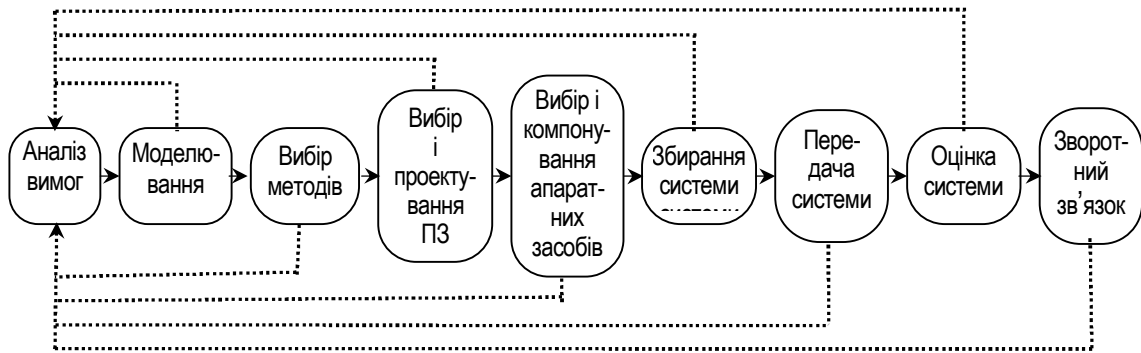 Аналіз
вимог
Моделю-
вання
Вибір
методів
Вибір
і
проекту-
вання
ПЗ
Вибір і
компону-
вання
апарат-
них
засобів
Збирання
системи
системи
Пере-
дача
системи
Оцінка
системи
Зворот-
ний
зв’язок